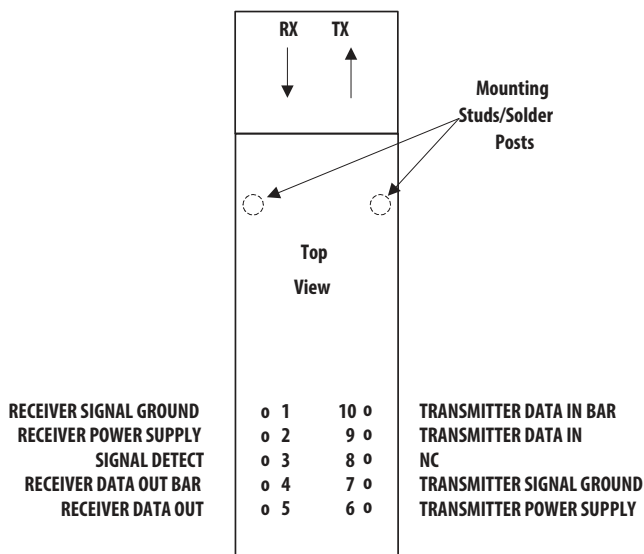 RX TX
Mounting
Studs/Solder
Posts
Top
View
RECEIVER SIGNAL GROUND o 1 10 o TRANSMITTER DATA IN BAR
RECEIVER POWER SUPPLY o 2 9 o TRANSMITTER DATA IN
SIGNAL DETECT o 3 8 o NC
RECEIVER DATA OUT BAR o 4 7 o TRANSMITTER SIGNAL GROUND
RECEIVER DATA OUT o 5 6 o TRANSMITTER POWER SUPPLY